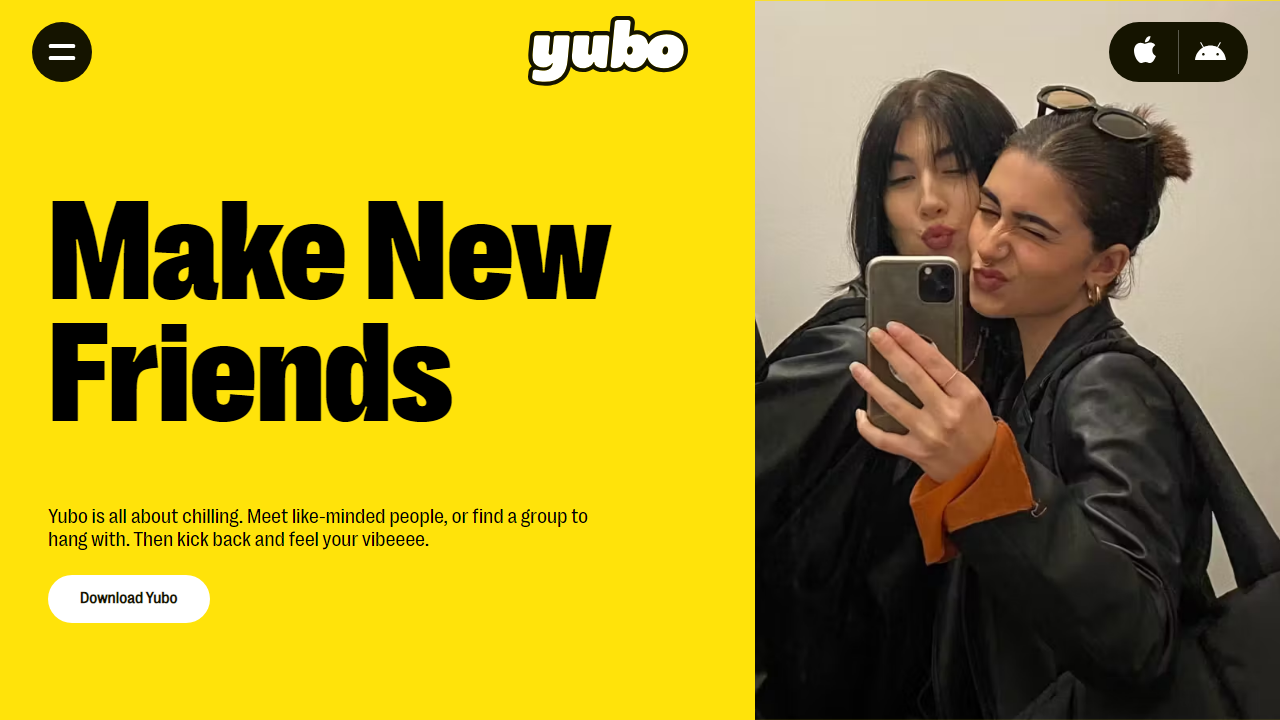 yubo
Make New
Friends
Yubo is all about chilling. Meet like-minded people, or find a group to
hang with. Then kick back and feel your vibeeee.
Download Yubo